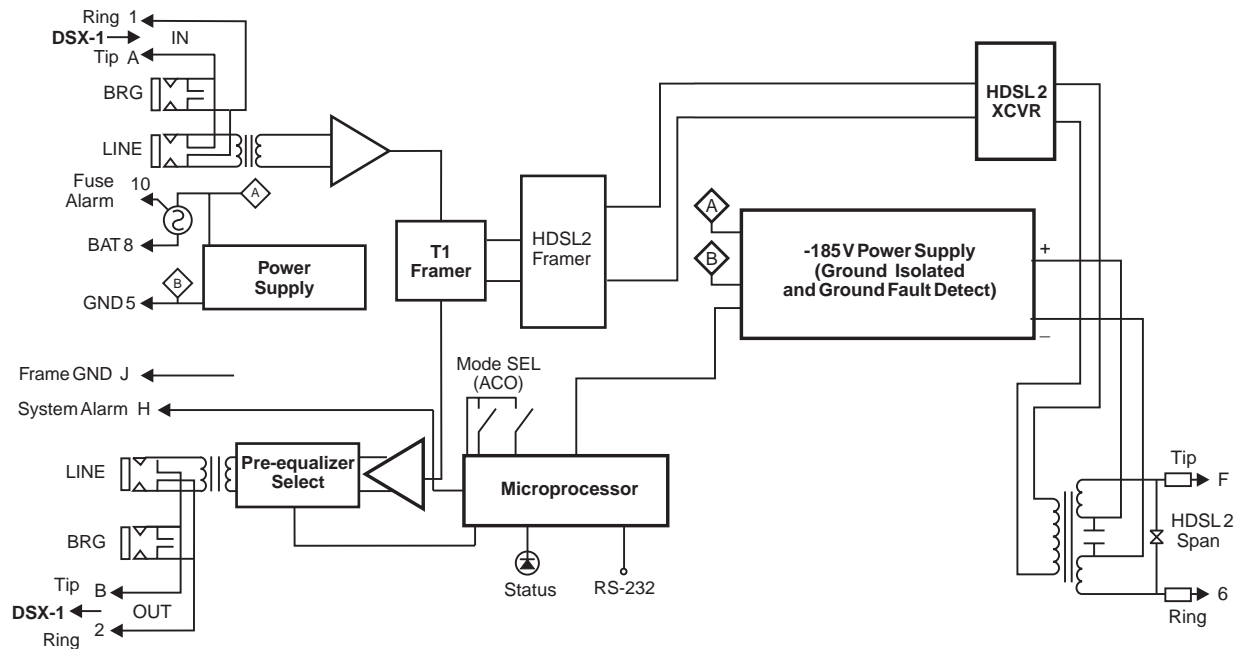 Ring 1
DSX-1 IN
Tip A
BRG
LINE
Fuse 10
Alarm
A
BAT 8
B
GND 5
Power
Supply
T1
Framer
HDSL2
Framer
HDSL 2
XCVR
A
B
-185V Power Supply
(Ground Isolated
and Ground Fault Detect)
+
–
Frame GND J
System Alarm H
Mode SEL
(ACO)
LINE
Pre-equalizer
Select
Microprocessor
BRG
Tip B
DSX-1 OUT
Ring 2
Status
RS-232
Tip
F
HDSL 2
Span
6
Ring